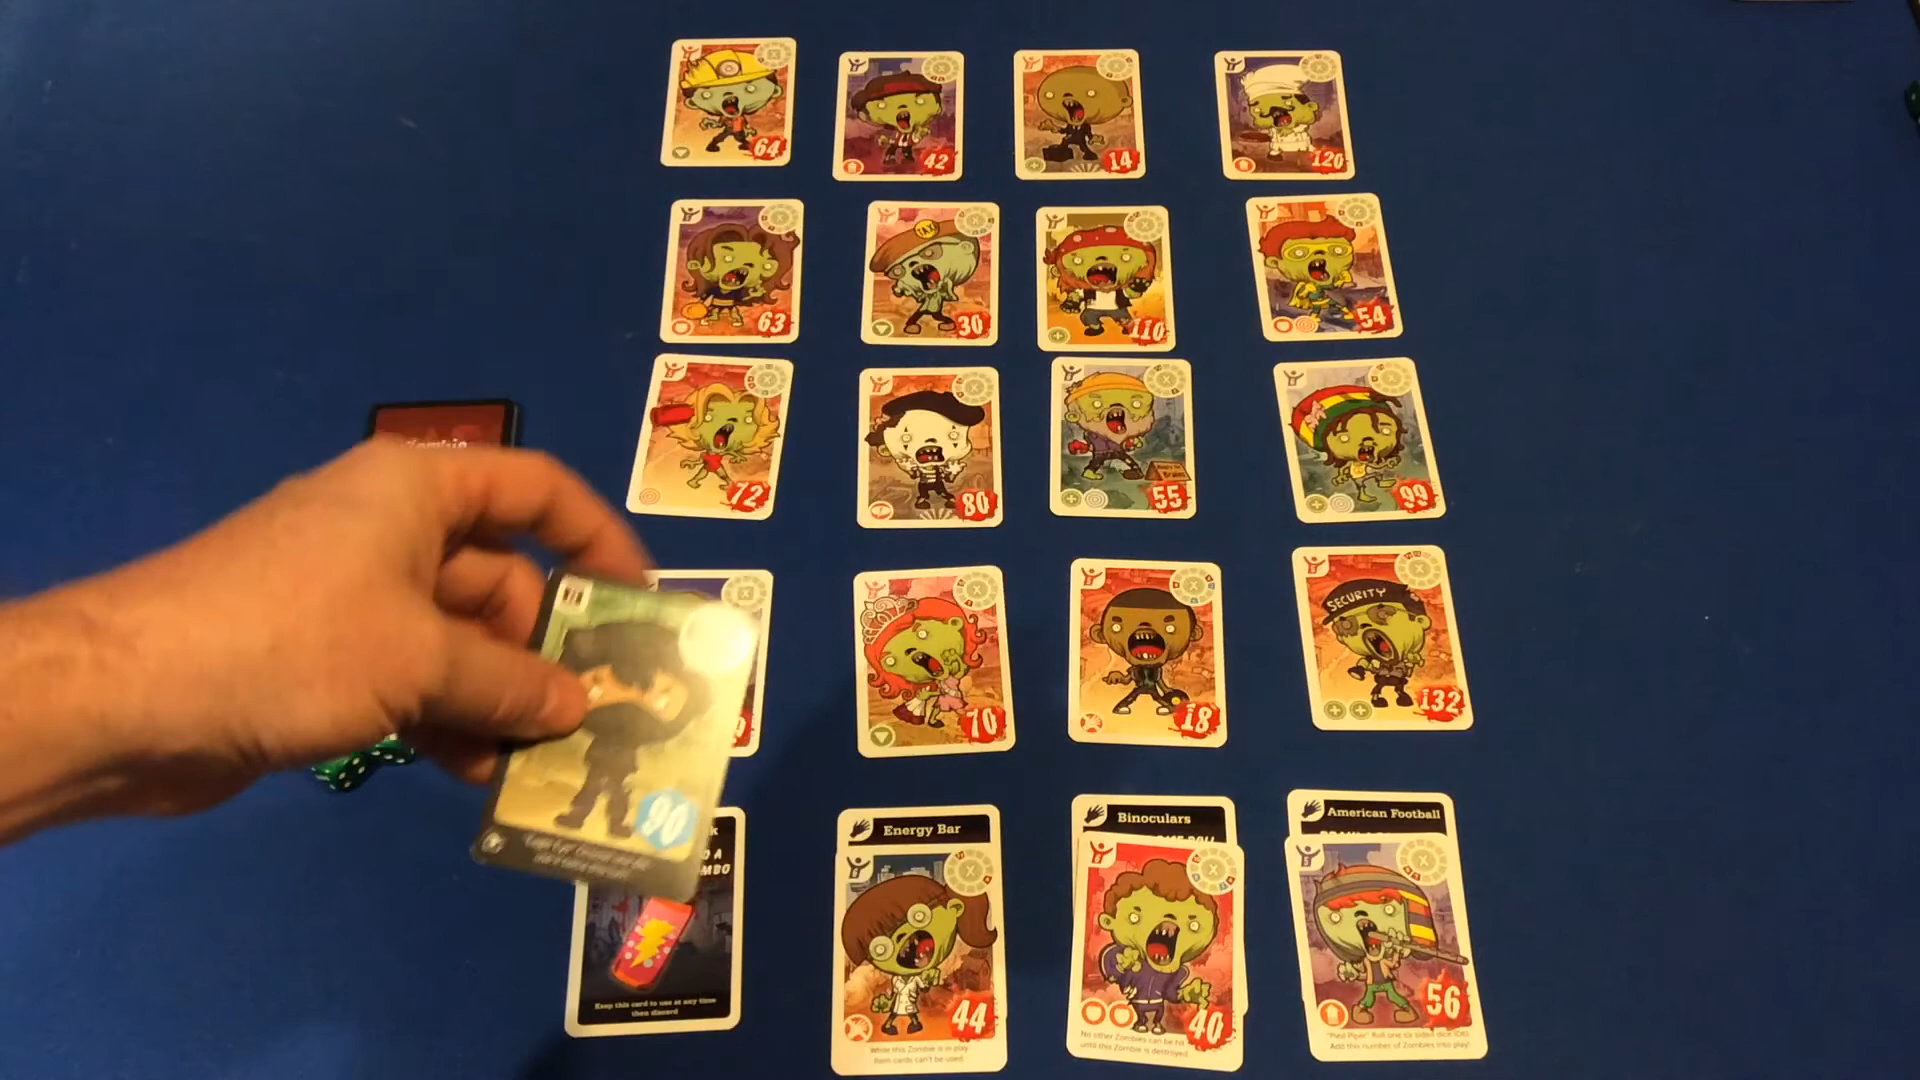 64
42
14
120
63
30
110
54
TAXI
72
80
55
99
Zombie
70
18
132
SECURITY
90
Energy Bar
Binoculars
American Football
MBO
44
40
56
Keep this card to use at any time
then discard
While this Zombie is in play,
Item cards can't be used.
No other Zombies can be hit
until this Zombie is destroyed.
"Pied Piper" Roll one six sided dice (D6).
Add this number of Zombies into play!